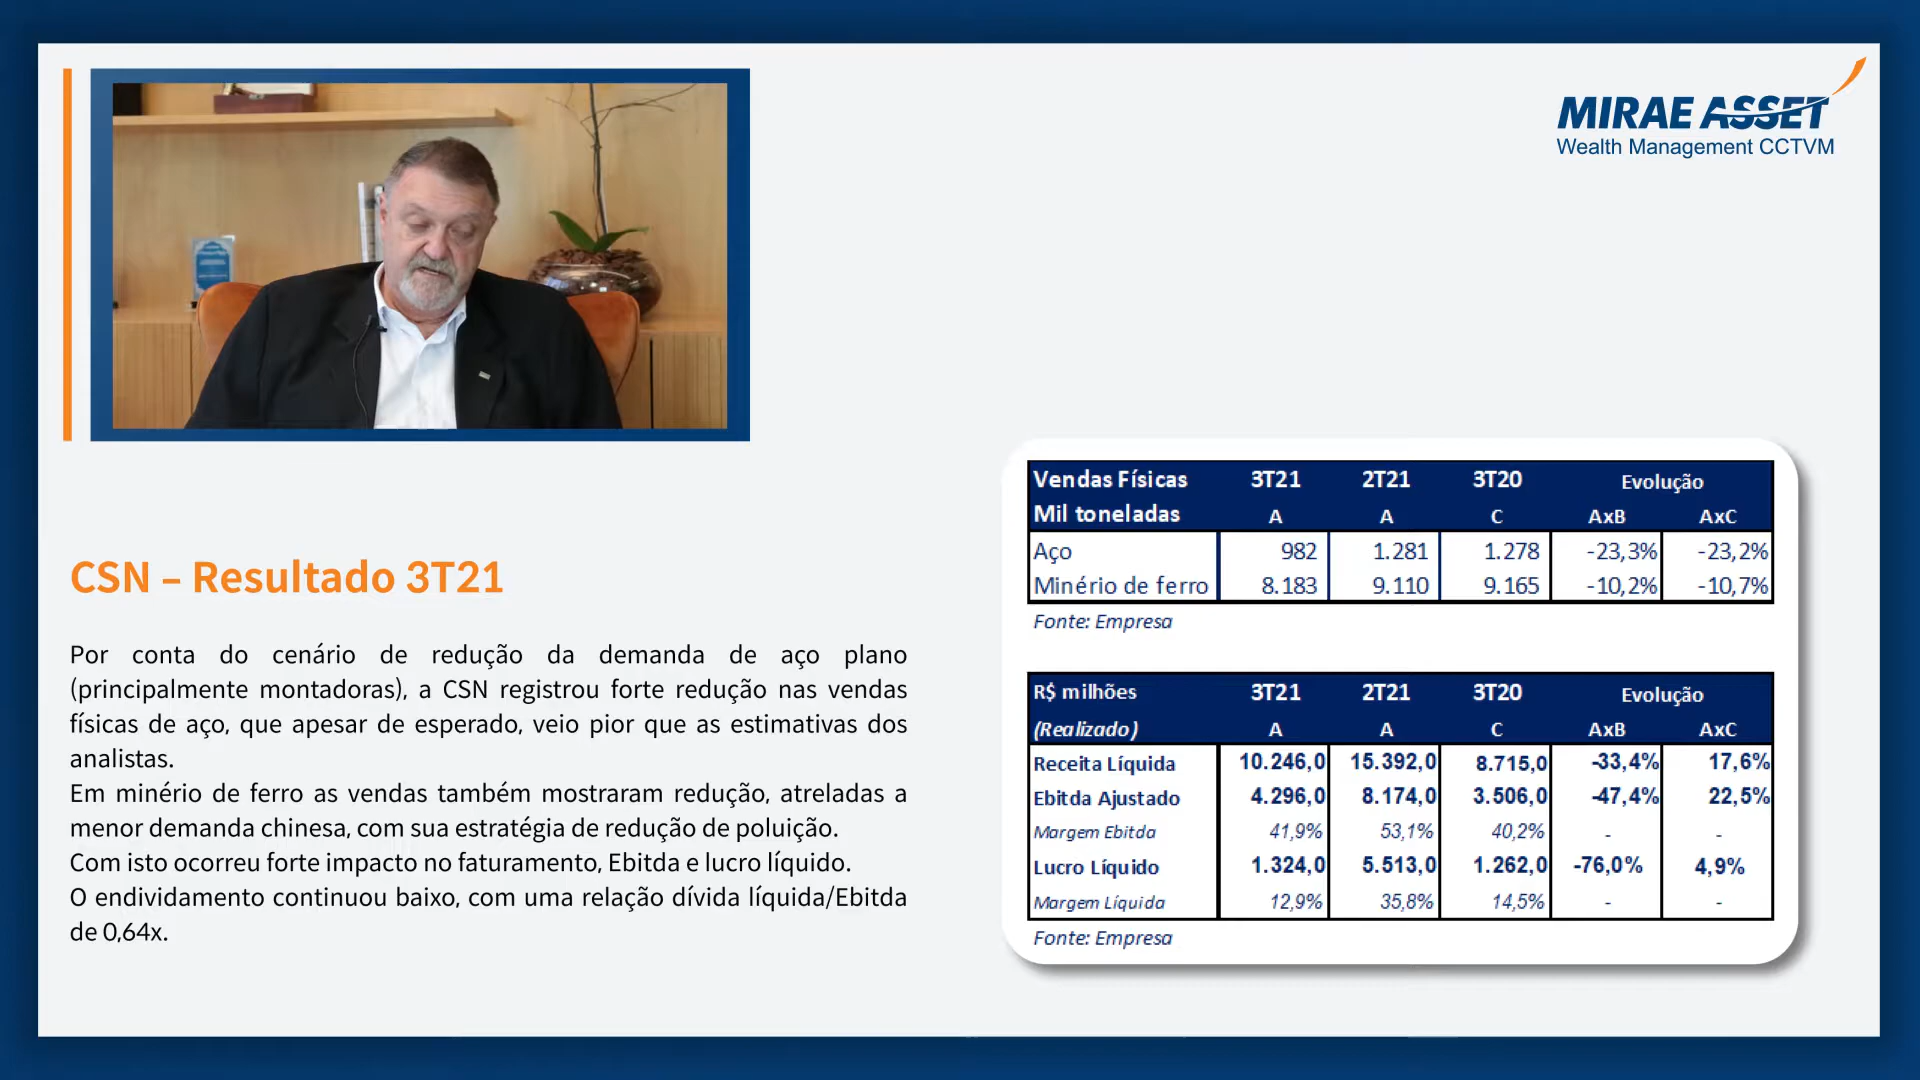 MIRAE ASSET
Wealth Management CCTVM
CSN – Resultado 3T21
Por conta do cenário de redução da demanda de aço plano
(principalmente montadoras), a CSN registrou forte redução nas vendas
físicas de aço, que apesar de esperado, veio pior que as estimativas dos
analistas.
Em minério de ferro as vendas também mostraram redução, atreladas a
menor demanda chinesa, com sua estratégia de redução de poluição.
Com isto ocorreu forte impacto no faturamento, Ebitda e lucro líquido.
O endividamento continuou baixo, com uma relação dívida líquida/Ebitda
de 0,64x.
Vendas Físicas 3T21 2T21 3T20 Evolução
Mil toneladas A A C AxB AxC
Aço 982 1.281 1.278 -23,3% -23,2%
Minério de ferro 8.183 9.110 9.165 -10,2% -10,7%
Fonte: Empresa
R$ milhões 3T21 2T21 3T20 Evolução
(Realizado) A A C AxB AxC
Receita Líquida 10.246,0 15.392,0 8.715,0 -33,4% 17,6%
Ebitda Ajustado 4.296,0 8.174,0 3.506,0 -47,4% 22,5%
Margem Ebitda 41,9% 53,1% 40,2% - -
Lucro Líquido 1.324,0 5.513,0 1.262,0 -76,0% 4,9%
Margem Líquida 12,9% 35,8% 14,5% - -
Fonte: Empresa